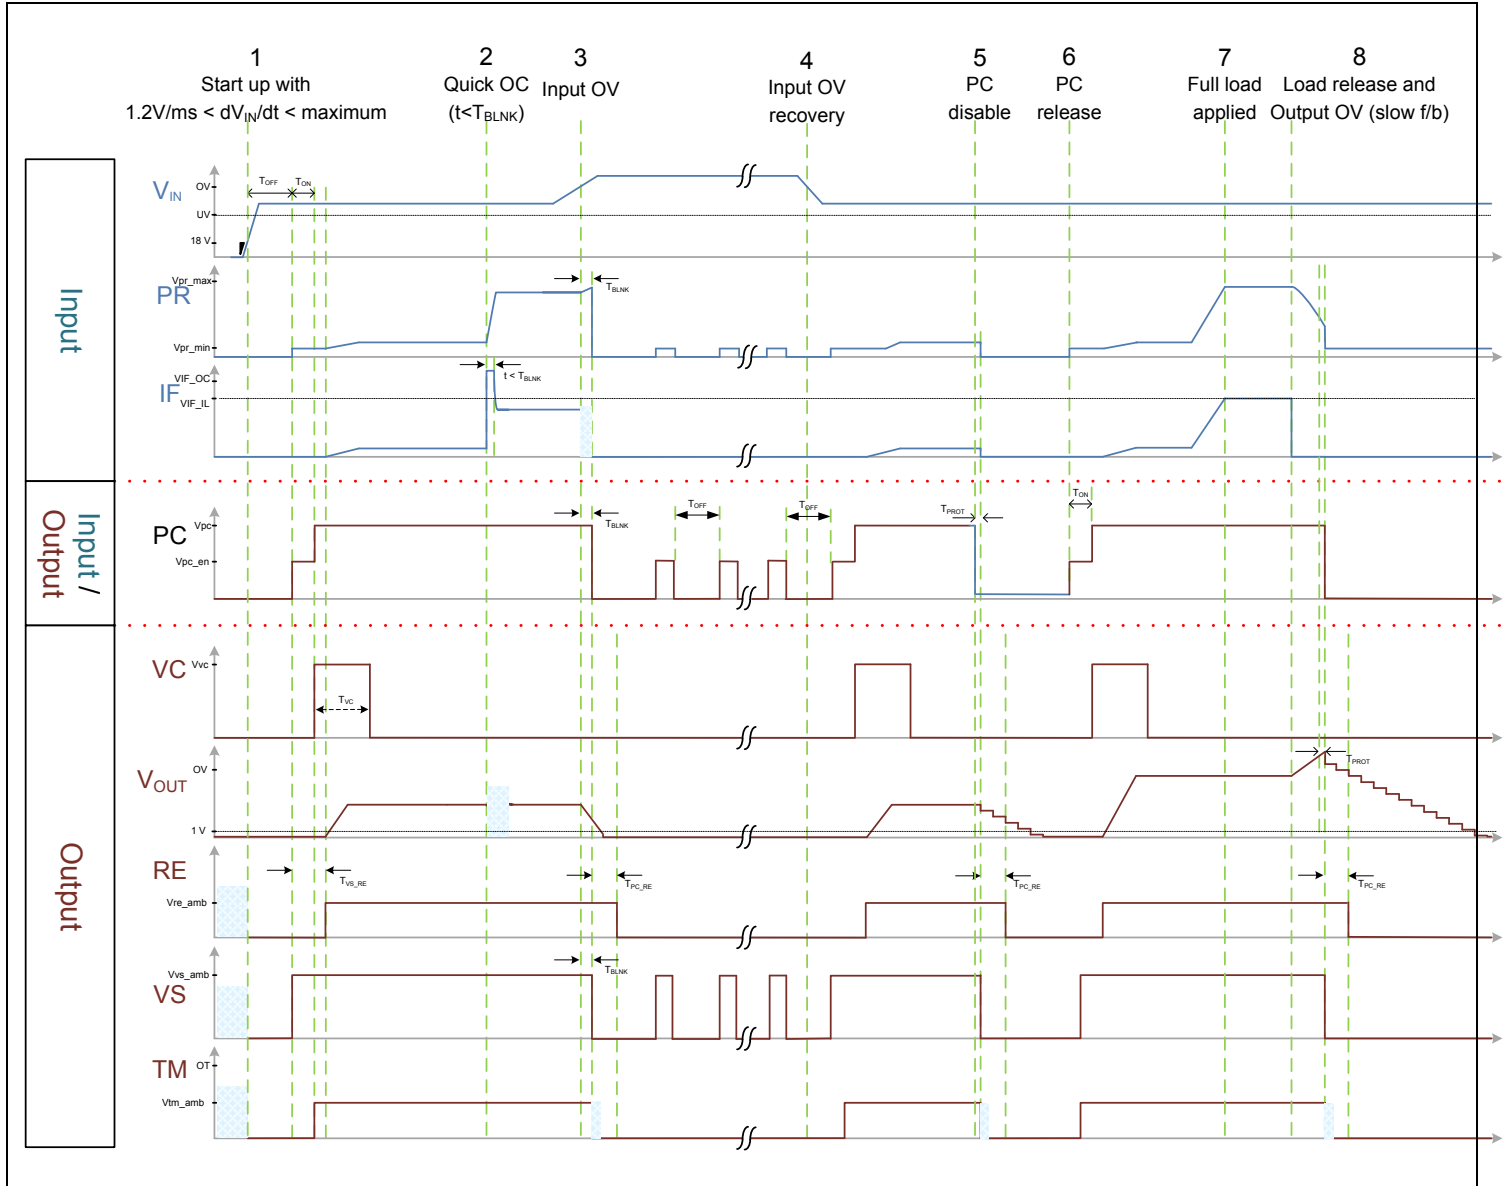 1
Start up with
1.2V/ms < dVIN/dt < maximum
2
Quick OC
(t<TBLNK)
3
Input OV
4
Input OV
recovery
5
PC
disable
6
PC
release
7
Full load
applied
8
Load release and
Output OV (slow f/b)
Input
VIN
OV
UV
18 V
TOFF
TON
PR
Vpr_max
Vpr_min
TBLNK
IF
VIF_OC
VIF_IL
t < TBLNK
Input /
Output
PC
Vpc
Vpc_en
TBLNK
TOFF
TOFF
TPROT
TON
Output
VC
Vvc
TVC
VOUT
OV
1 V
TPROT
RE
Vre_amb
TVS_RE
TPC_RE
TPC_RE
TPC_RE
VS
Vvs_amb
TBLNK
TM
OT
Vtm_amb